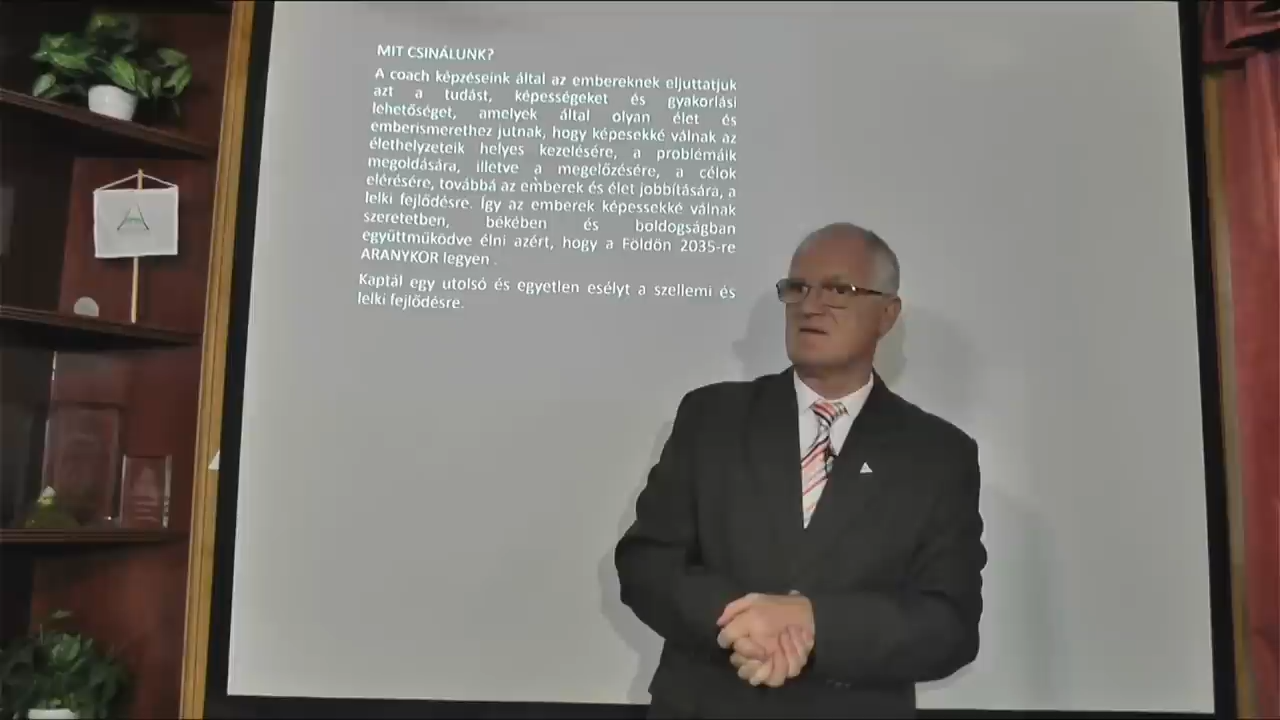 MIT CSINÁLUNK?
A coach képzéseink által az embereknek eljuttatjuk
azt a tudást, képességeket és gyakorlási
lehetőséget, amelyek által olyan élet és
emberismerethez jutnak, hogy képesekké válnak az
élethelyzeteik helyes kezelésére, a problémáik
megoldására, illetve a megelőzésére, a célok
elérésére, továbbá az emberek és élet jobbítására, a
lelki fejlődésre. Így az emberek képessekké válnak
szeretetben, békében és boldogságban
együttműködve élni azért, hogy a Földön 2035-re
ARANYKOR legyen .
Kaptál egy utolsó és egyetlen esélyt a szellemi és
lelki fejlődésre.